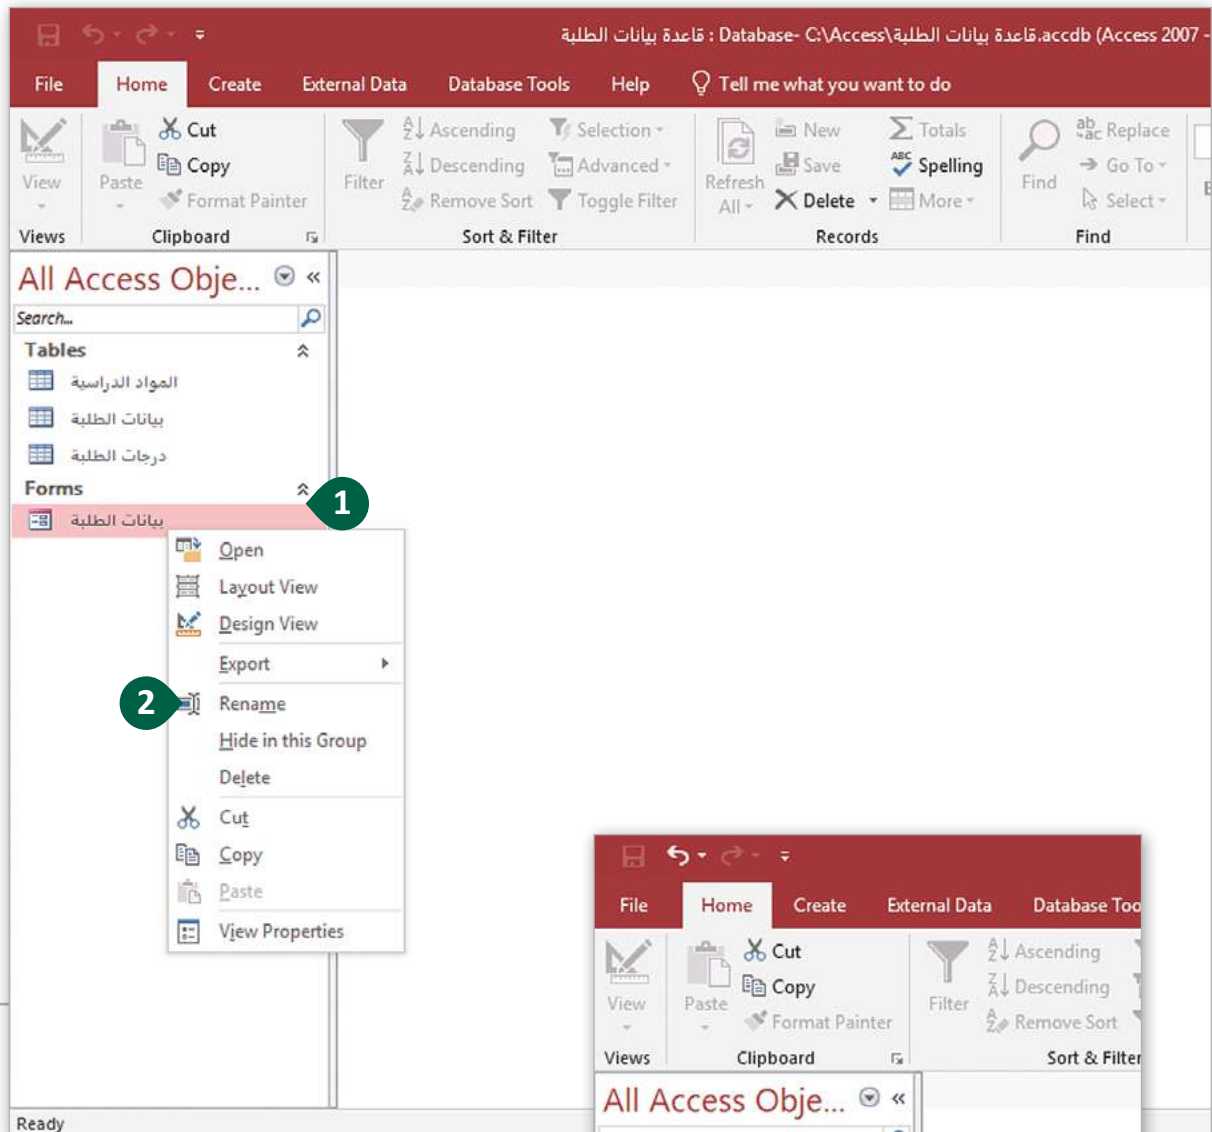 قاعدة بيانات الطلبة : Database- C:\Access\قاعدة بيانات الطلبة.accdb (Access 2007 -
File Home Create External Data Database Tools Help Tell me what you want to do
View Paste Cut Copy Format Painter
Filter Ascending Descending Remove Sort Selection Advanced Toggle Filter
Refresh All New Save Delete Totals Spelling More
Find Replace Go To Select
Views Clipboard Sort & Filter Records Find
All Access Obje...
Search...
Tables
المواد الدراسية
بيانات الطلبة
درجات الطلبة
Forms
1
بيانات الطلبة
Open
Layout View
Design View
Export
2 Rename
Hide in this Group
Delete
Cut
Copy
Paste
View Properties
Ready
File Home Create External Data Database Too
View Paste Cut Copy Format Painter
Filter Ascending Descending Remove Sort
Views Clipboard Sort & Filter
All Access Obje...